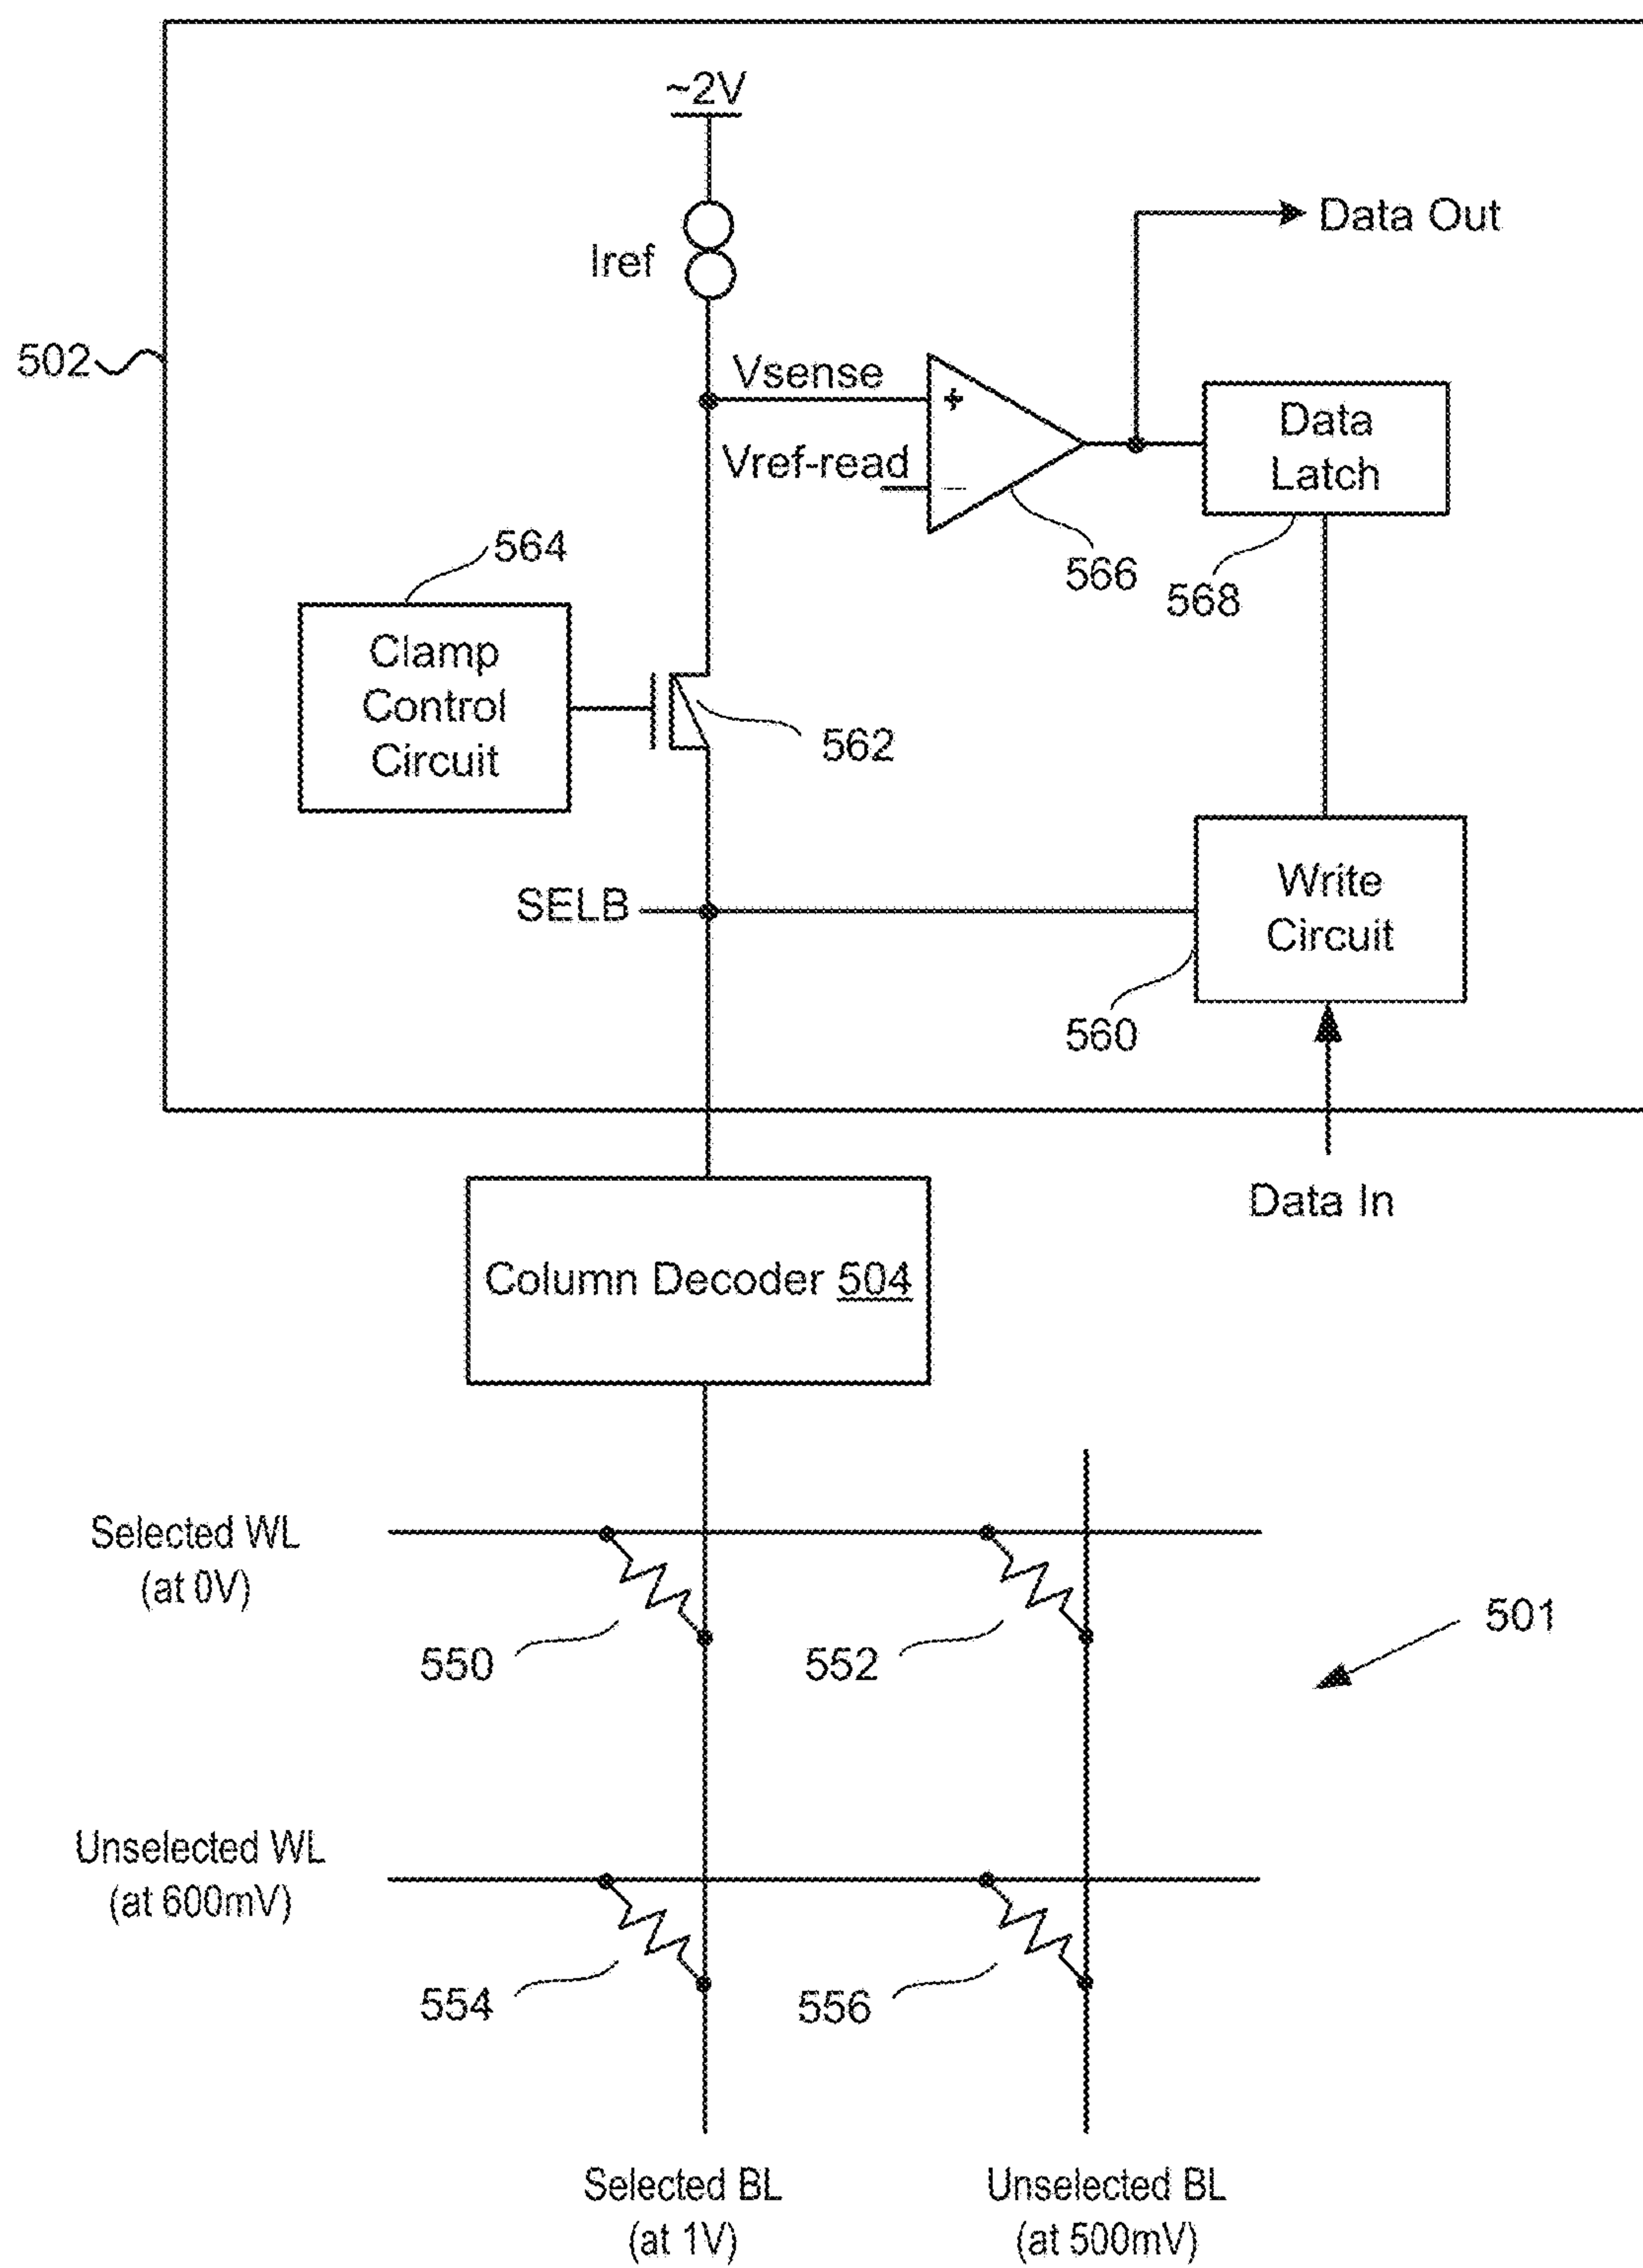 ~2V
Data Out
Iref
502
Vsense
+
Vref-read
−
Data
Latch
564
566
568
Clamp
Control
Circuit
562
SELB
Write
Circuit
560
Data In
Column Decoder 504
Selected WL
(at 0V)
550
552
501
Unselected WL
(at 600mV)
554
556
Selected BL
(at 1V)
Unselected BL
(at 500mV)